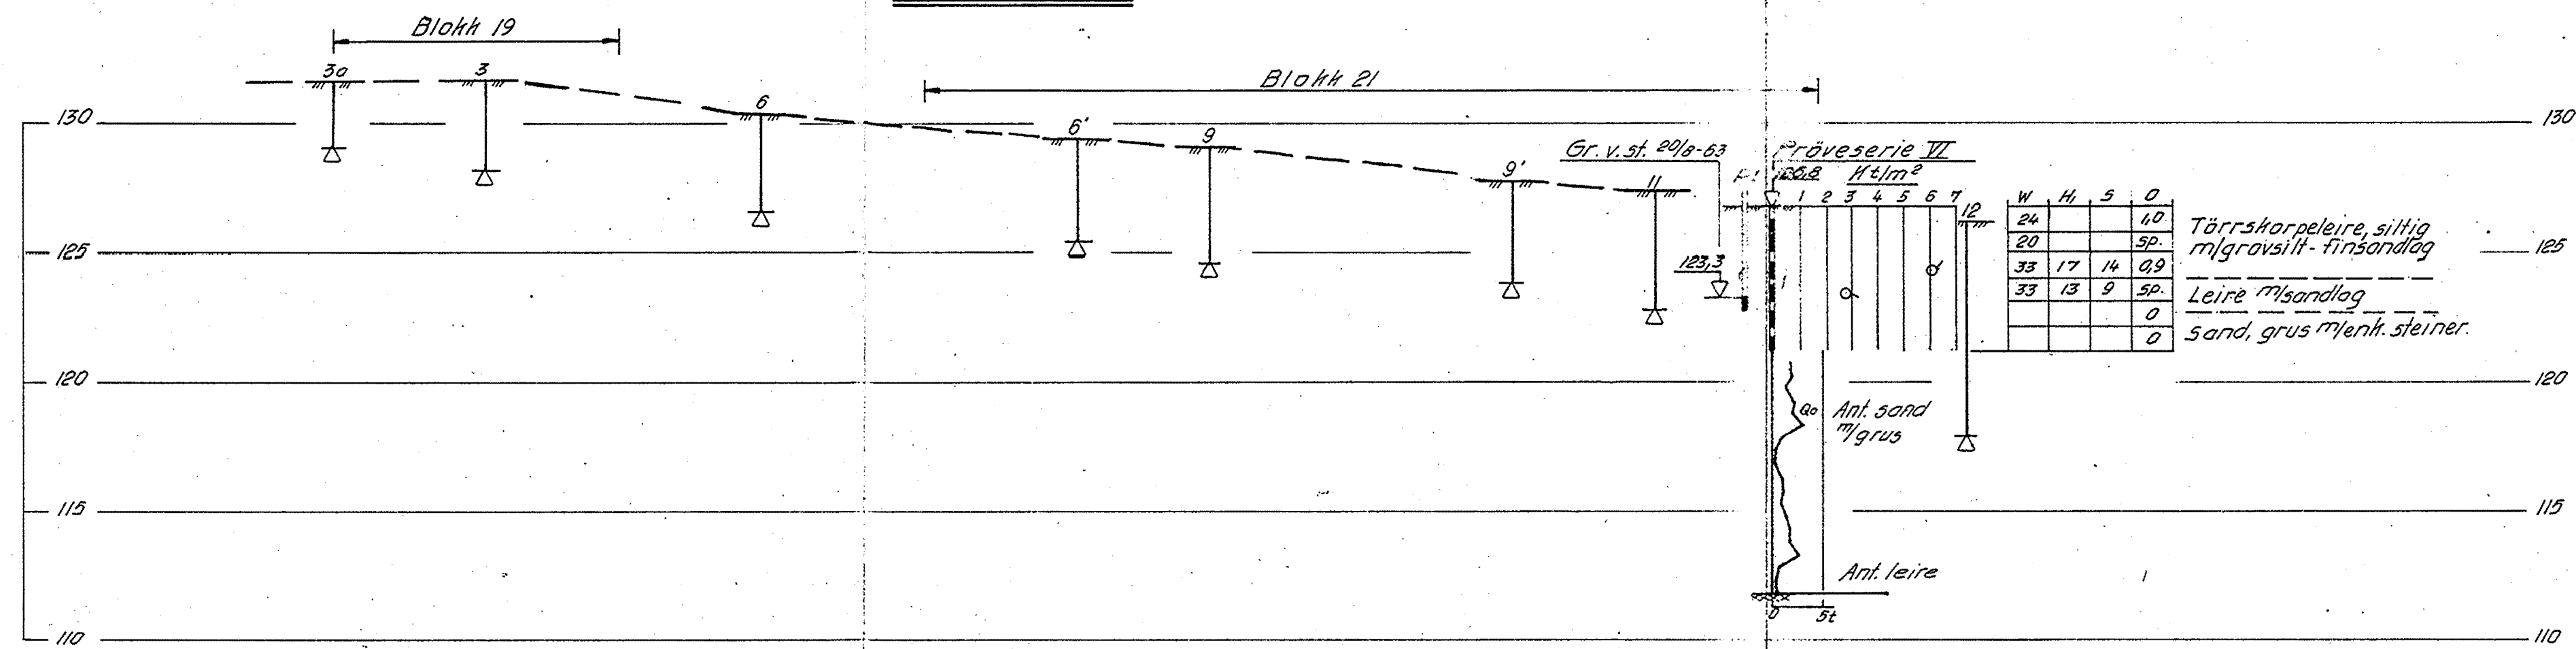 Blokk 19
3a 3
Blokk 21
130 6 130
6' 9
Gr. v. st. 20/8-63 Pröveserie VI
9' 11
K t/m²
1 2 3 4 5 6 7 12
W H₁ S O
24 1,0
20 sp.
33 17 14 0,9
33 13 9 sp.
0
0
Törrskorpeleire, siltig
m/grovsilt - finsandlag
Leire m/sandlag
Sand, grus m/enk. steiner.
125 125
123,3
120 120
Qo Ant. sand
m/grus
115 115
Ant. leire
0 5t
110 110